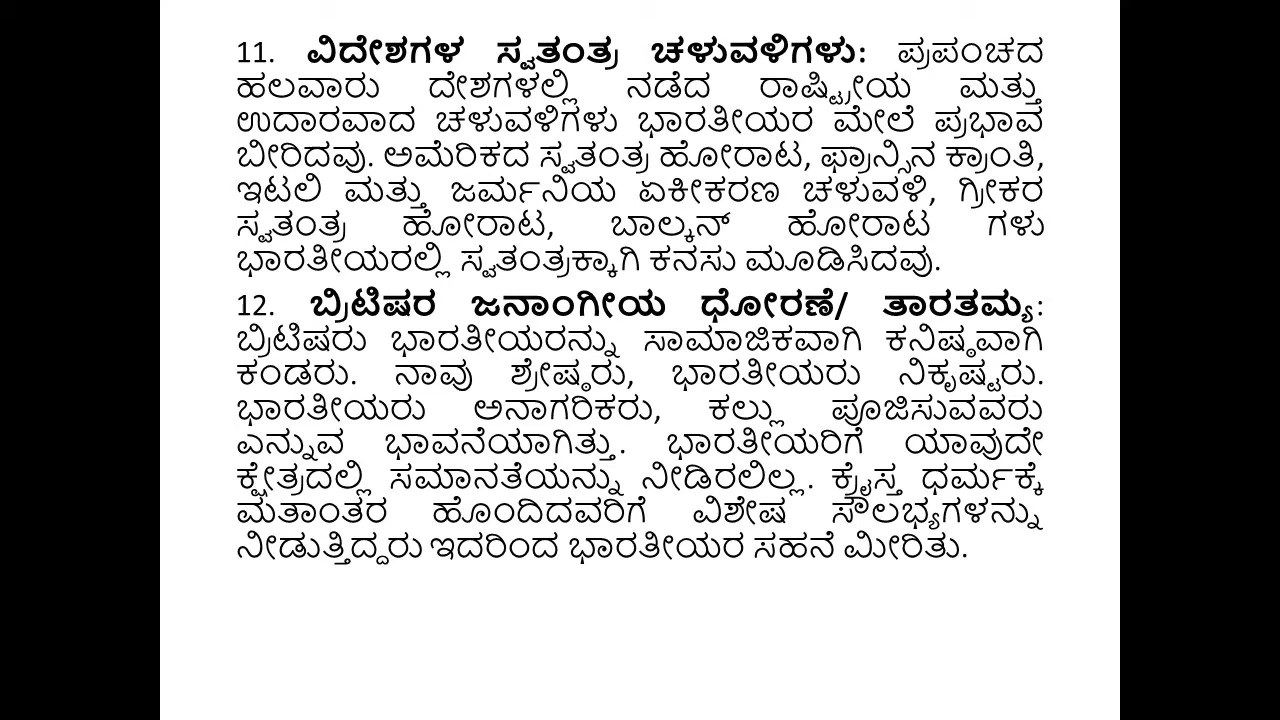 11. ವಿದೇಶಗಳ ಸ್ವತಂತ್ರ ಚಳುವಳಿಗಳು: ಪ್ರಪಂಚದ
ಹಲವಾರು ದೇಶಗಳಲ್ಲಿ ನಡೆದ ರಾಷ್ಟ್ರೀಯ ಮತ್ತು
ಉದಾರವಾದ ಚಳುವಳಿಗಳು ಭಾರತೀಯರ ಮೇಲೆ ಪ್ರಭಾವ
ಬೀರಿದವು. ಅಮೆರಿಕದ ಸ್ವತಂತ್ರ ಹೋರಾಟ, ಫ್ರಾನ್ಸಿನ ಕ್ರಾಂತಿ,
ಇಟಲಿ ಮತ್ತು ಜರ್ಮನಿಯ ಏಕೀಕರಣ ಚಳುವಳಿ, ಗ್ರೀಕರ
ಸ್ವತಂತ್ರ ಹೋರಾಟ, ಬಾಲ್ಕನ್ ಹೋರಾಟ ಗಳು
ಭಾರತೀಯರಲ್ಲಿ ಸ್ವತಂತ್ರಕ್ಕಾಗಿ ಕನಸು ಮೂಡಿಸಿದವು.
12. ಬ್ರಿಟಿಷರ ಜನಾಂಗೀಯ ಧೋರಣೆ/ ತಾರತಮ್ಯ:
ಬ್ರಿಟಿಷರು ಭಾರತೀಯರನ್ನು ಸಾಮಾಜಿಕವಾಗಿ ಕನಿಷ್ಠವಾಗಿ
ಕಂಡರು. ನಾವು ಶ್ರೇಷ್ಠರು, ಭಾರತೀಯರು ನಿಕೃಷ್ಟರು.
ಭಾರತೀಯರು ಅನಾಗರಿಕರು, ಕಲ್ಲು ಪೂಜಿಸುವವರು
ಎನ್ನುವ ಭಾವನೆಯಾಗಿತ್ತು. ಭಾರತೀಯರಿಗೆ ಯಾವುದೇ
ಕ್ಷೇತ್ರದಲ್ಲಿ ಸಮಾನತೆಯನ್ನು ನೀಡಿರಲಿಲ್ಲ. ಕ್ರೈಸ್ತ ಧರ್ಮಕ್ಕೆ
ಮತಾಂತರ ಹೊಂದಿದವರಿಗೆ ವಿಶೇಷ ಸೌಲಭ್ಯಗಳನ್ನು
ನೀಡುತ್ತಿದ್ದರು ಇದರಿಂದ ಭಾರತೀಯರ ಸಹನೆ ಮೀರಿತು.